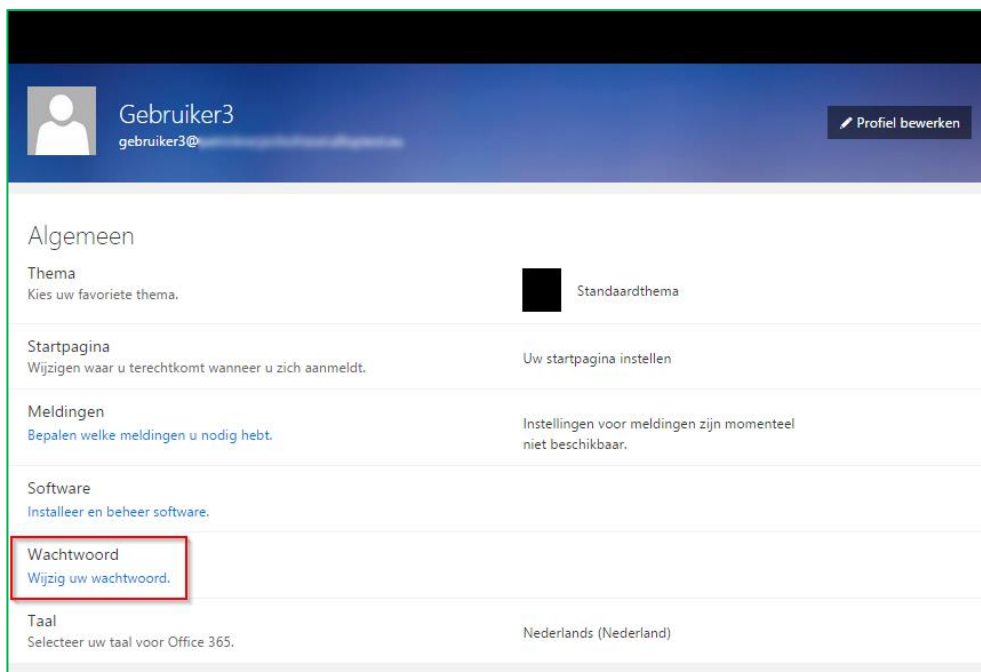 Gebruiker3
gebruiker3@
Profiel bewerken
Algemeen
Thema
Kies uw favoriete thema.
Standaardthema
Startpagina
Wijzigen waar u terechtkomt wanneer u zich aanmeldt.
Uw startpagina instellen
Meldingen
Bepalen welke meldingen u nodig hebt.
Instellingen voor meldingen zijn momenteel
niet beschikbaar.
Software
Installeer en beheer software.
Wachtwoord
Wijzig uw wachtwoord.
Taal
Selecteer uw taal voor Office 365.
Nederlands (Nederland)